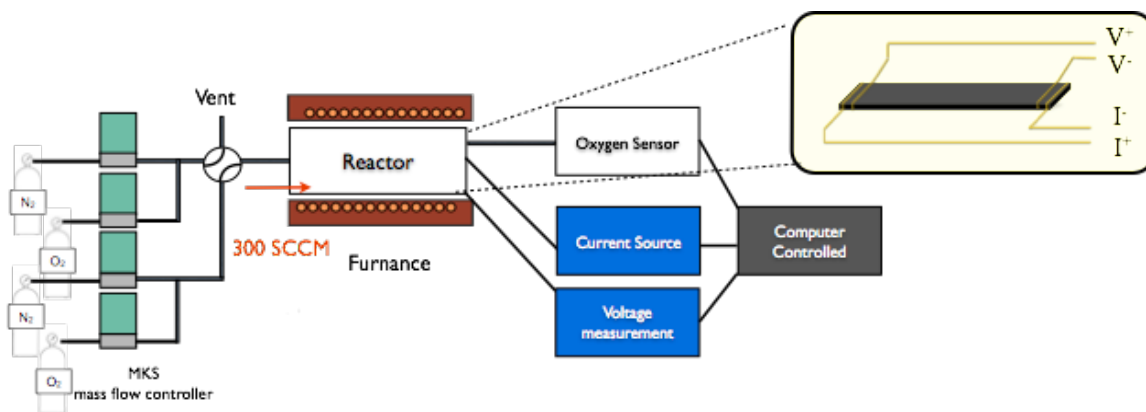 Vent
N₂
O₂
N₂
O₂
MKS
mass flow controller
300 SCCM
Reactor
Furnance
Oxygen Sensor
Current Source
Voltage
measurement
Computer
Controlled
V⁺
V⁻
I⁻
I⁺